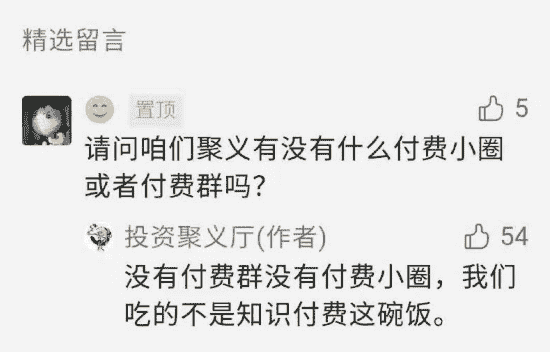 精选留言
置顶
5
请问咱们聚义有没有什么付费小圈
或者付费群吗?
投资聚义厅(作者)
54
没有付费群没有付费小圈，我们
吃的不是知识付费这碗饭。